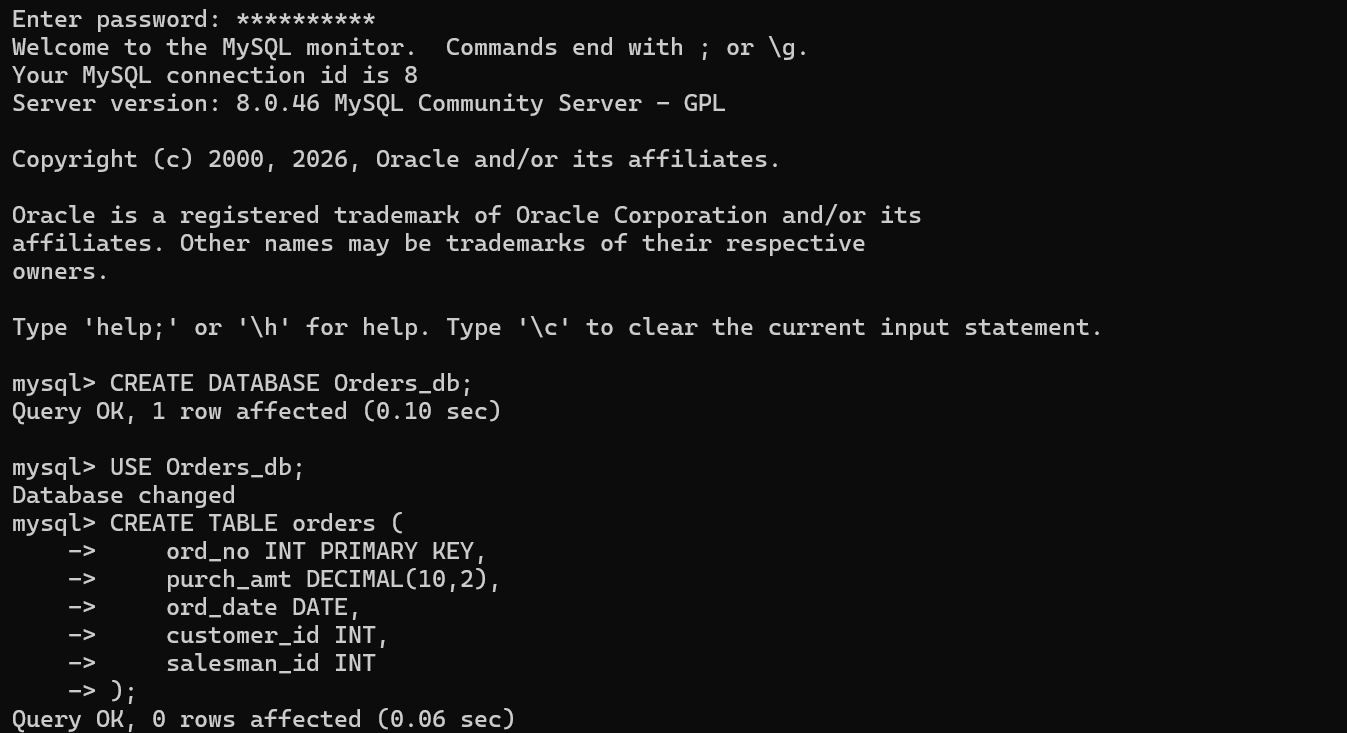 Enter password: **********
Welcome to the MySQL monitor.  Commands end with ; or \g.
Your MySQL connection id is 8
Server version: 8.0.46 MySQL Community Server - GPL

Copyright (c) 2000, 2026, Oracle and/or its affiliates.

Oracle is a registered trademark of Oracle Corporation and/or its
affiliates. Other names may be trademarks of their respective
owners.

Type 'help;' or '\h' for help. Type '\c' to clear the current input statement.

mysql> CREATE DATABASE Orders_db;
Query OK, 1 row affected (0.10 sec)

mysql> USE Orders_db;
Database changed
mysql> CREATE TABLE orders (
    ->     ord_no INT PRIMARY KEY,
    ->     purch_amt DECIMAL(10,2),
    ->     ord_date DATE,
    ->     customer_id INT,
    ->     salesman_id INT
    -> );
Query OK, 0 rows affected (0.06 sec)